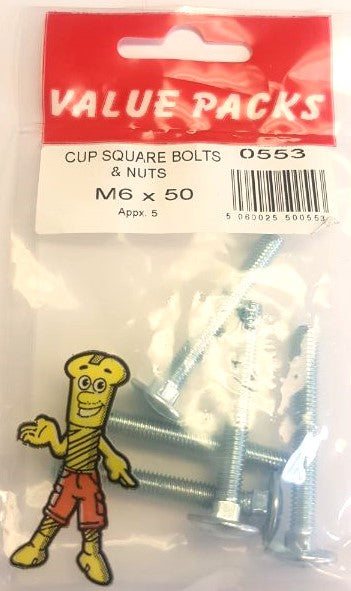 VALUE PACKS
CUP SQUARE BOLTS 0553
& NUTS
M6 x 50
Appx. 5
5 060025 500553